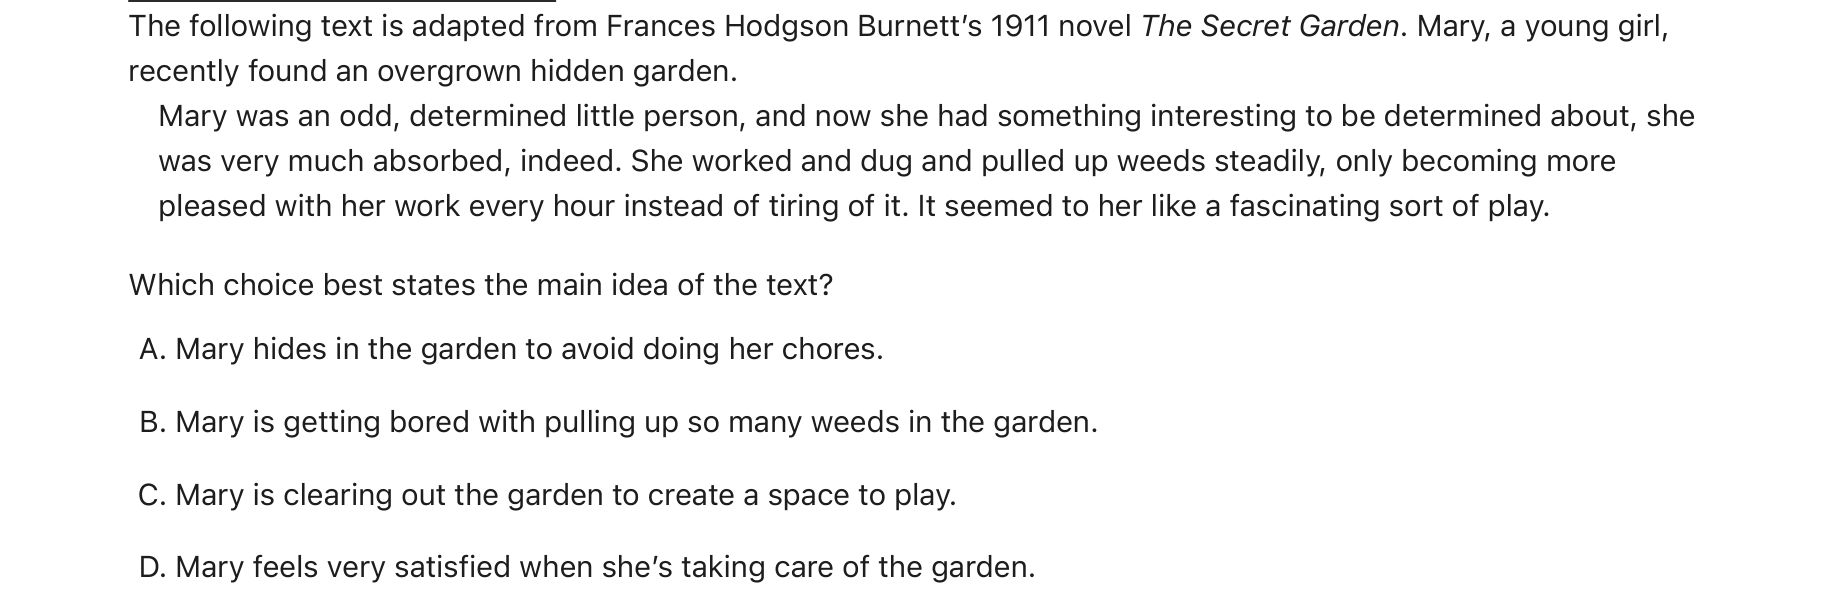 The following text is adapted from Frances Hodgson Burnett’s 1911 novel The Secret Garden. Mary, a young girl,
recently found an overgrown hidden garden.
Mary was an odd, determined little person, and now she had something interesting to be determined about, she
was very much absorbed, indeed. She worked and dug and pulled up weeds steadily, only becoming more
pleased with her work every hour instead of tiring of it. It seemed to her like a fascinating sort of play.
Which choice best states the main idea of the text?
A. Mary hides in the garden to avoid doing her chores.
B. Mary is getting bored with pulling up so many weeds in the garden.
C. Mary is clearing out the garden to create a space to play.
D. Mary feels very satisfied when she’s taking care of the garden.